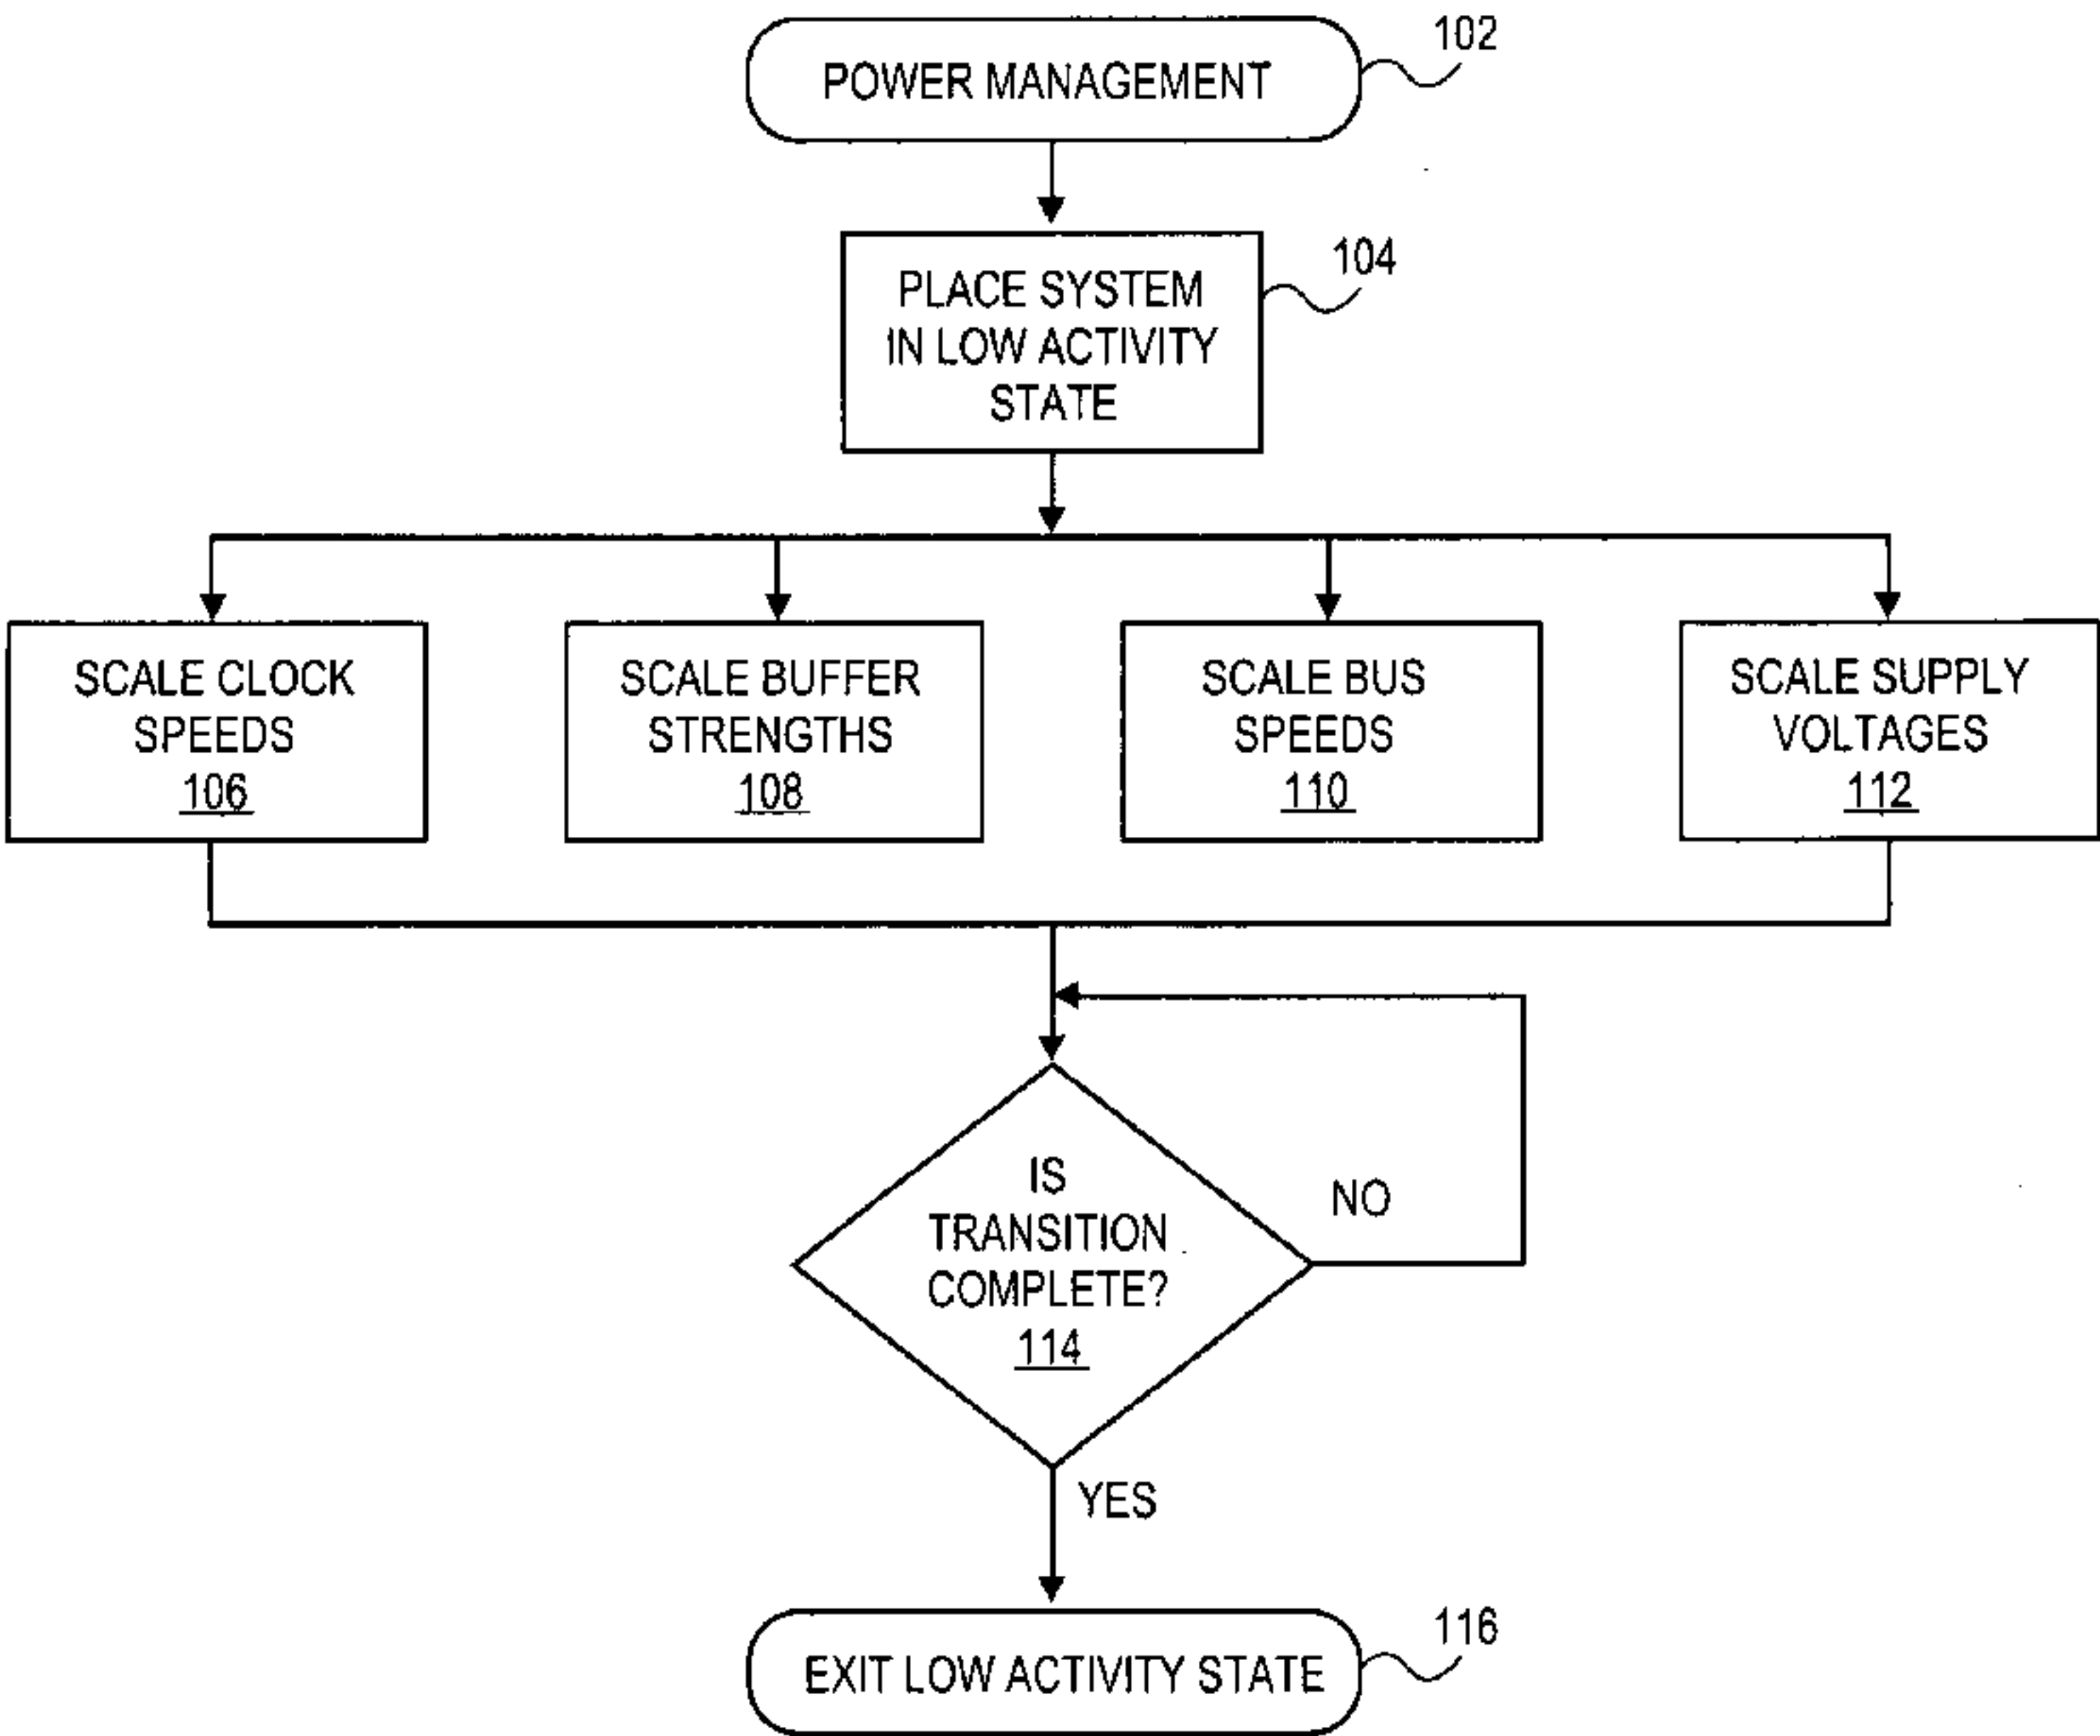 POWER MANAGEMENT
102
PLACE SYSTEM
IN LOW ACTIVITY
STATE
104
SCALE CLOCK
SPEEDS
106
SCALE BUFFER
STRENGTHS
108
SCALE BUS
SPEEDS
110
SCALE SUPPLY
VOLTAGES
112
IS
TRANSITION
COMPLETE?
114
NO
YES
EXIT LOW ACTIVITY STATE
116